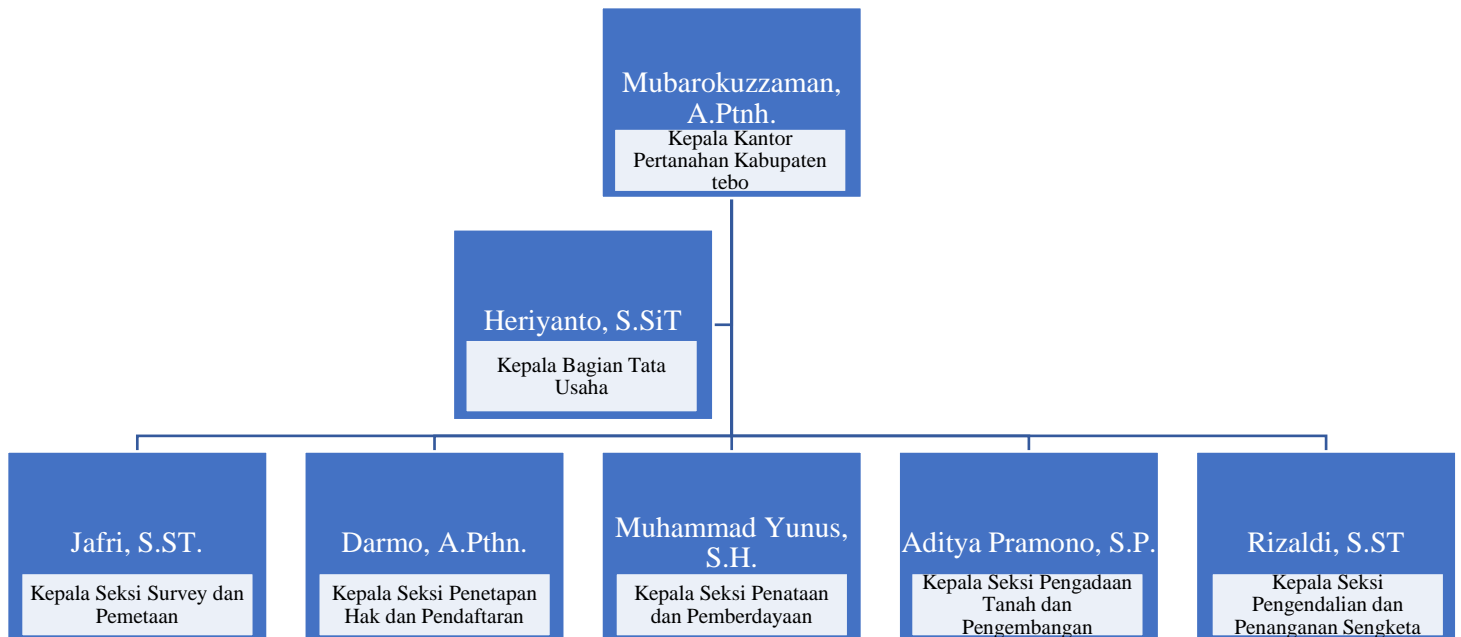 Mubarokuzzaman,
A.Ptnh.
Kepala Kantor
Pertanahan Kabupaten
tebo
Heriyanto, S.SiT
Kepala Bagian Tata
Usaha
Jafri, S.ST.
Kepala Seksi Survey dan
Pemetaan
Darmo, A.Pthn.
Kepala Seksi Penetapan
Hak dan Pendaftaran
Muhammad Yunus,
S.H.
Kepala Seksi Penataan
dan Pemberdayaan
Aditya Pramono, S.P.
Kepala Seksi Pengadaan
Tanah dan
Pengembangan
Rizaldi, S.ST
Kepala Seksi
Pengendalian dan
Penanganan Sengketa